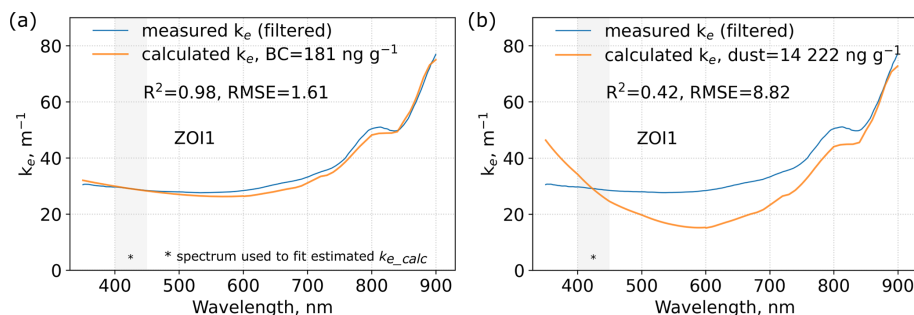 (a)
measured kₑ (filtered)
calculated kₑ, BC=181 ng g⁻¹
R²=0.98, RMSE=1.61
ZOI1
* * spectrum used to fit estimated kₑ_calc
kₑ, m⁻¹
80
60
40
20
0
400 500 600 700 800 900
Wavelength, nm
(b)
measured kₑ (filtered)
calculated kₑ, dust=14 222 ng g⁻¹
R²=0.42, RMSE=8.82
ZOI1
*
kₑ, m⁻¹
80
60
40
20
0
400 500 600 700 800 900
Wavelength, nm